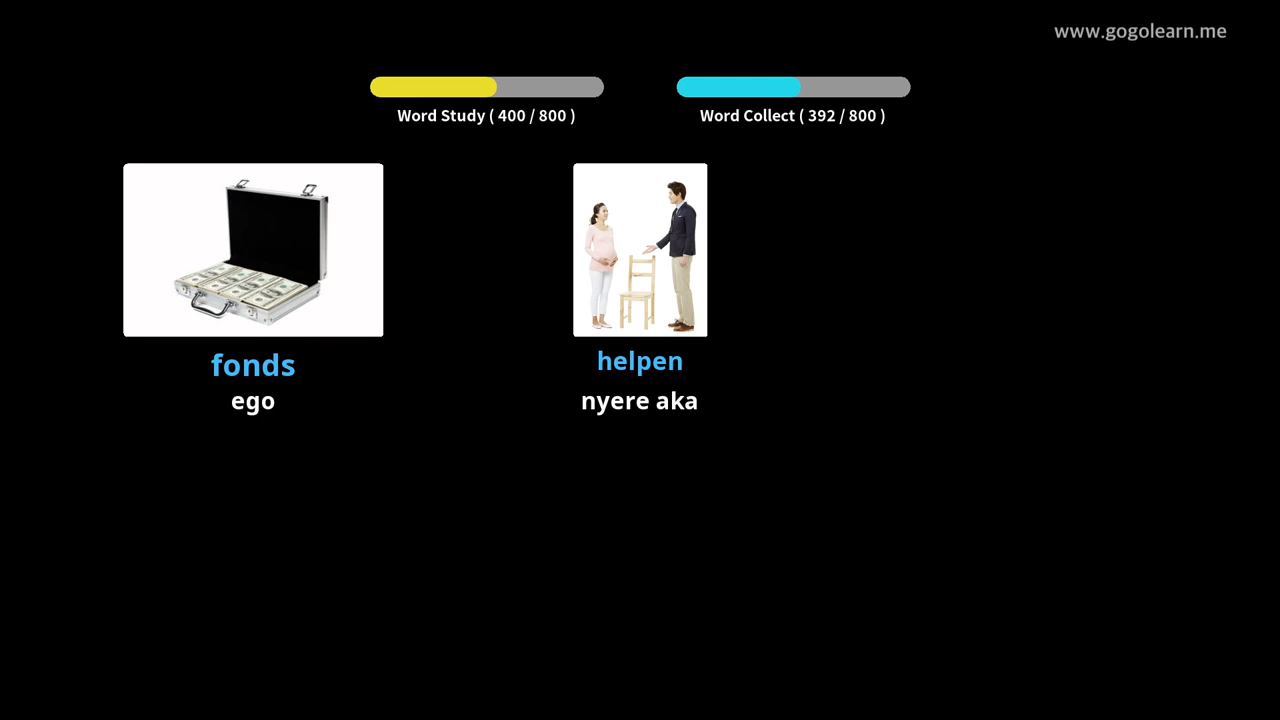 www.gogolearn.me
Word Study ( 400 / 800 )
Word Collect ( 392 / 800 )
fonds
ego
helpen
nyere aka